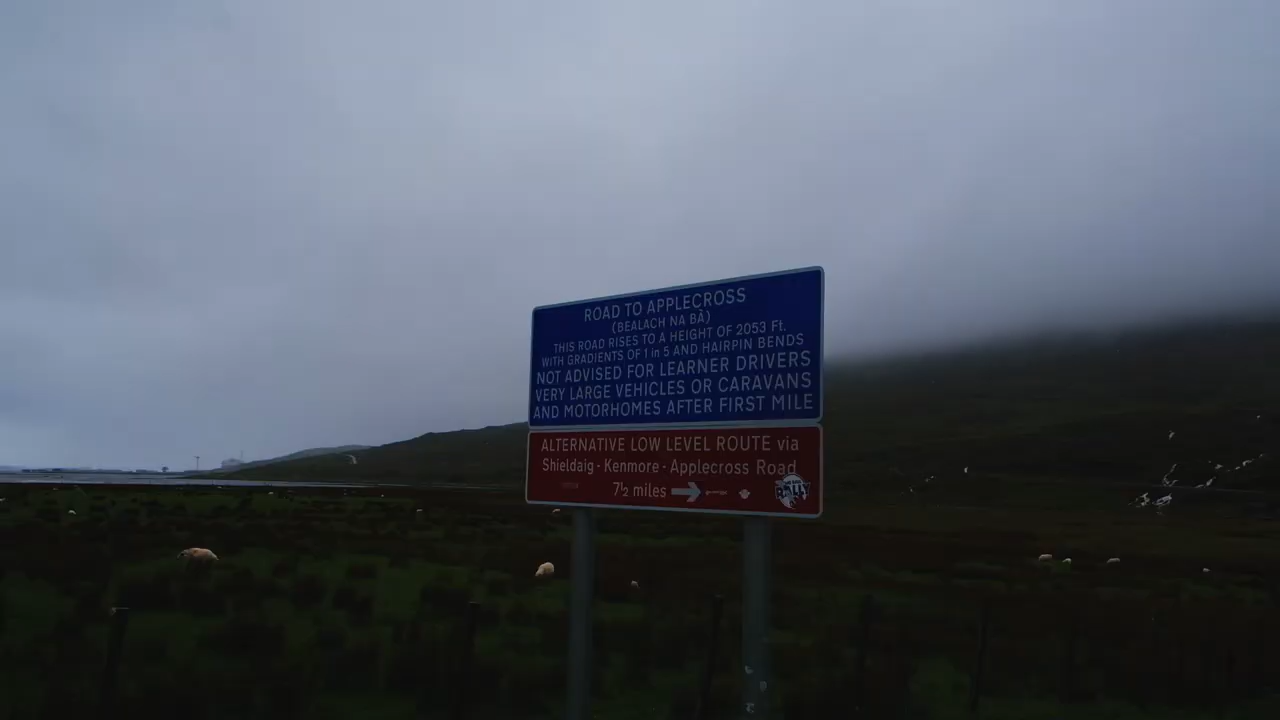 ROAD TO APPLECROSS
(BEALACH NA BÀ)
THIS ROAD RISES TO A HEIGHT OF 2053 Ft.
WITH GRADIENTS OF 1 in 5 AND HAIRPIN BENDS
NOT ADVISED FOR LEARNER DRIVERS
VERY LARGE VEHICLES OR CARAVANS
AND MOTORHOMES AFTER FIRST MILE
ALTERNATIVE LOW LEVEL ROUTE via
Shieldaig - Kenmore - Applecross Road
7½ miles
RALLY